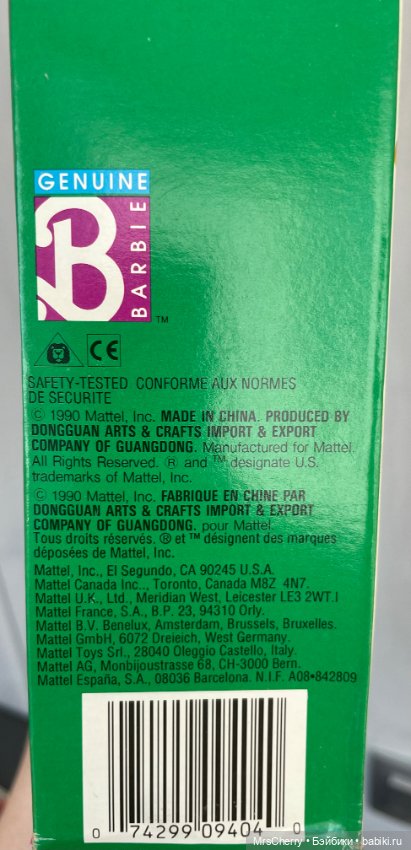 GENUINE
B
BARBIE
™
CE
SAFETY-TESTED CONFORME AUX NORMES
DE SECURITE
© 1990 Mattel, Inc. MADE IN CHINA. PRODUCED BY
DONGGUAN ARTS & CRAFTS IMPORT & EXPORT
COMPANY OF GUANGDONG. Manufactured for Mattel.
All Rights Reserved. ® and ™ designate U.S.
trademarks of Mattel, Inc.
© 1990 Mattel, Inc. FABRIQUE EN CHINE PAR
DONGGUAN ARTS & CRAFTS IMPORT & EXPORT
COMPANY OF GUANGDONG. pour Mattel.
Tous droits réservés. ® et ™ désignent des marques
déposées de Mattel, Inc.
Mattel, Inc., El Segundo, CA 90245 U.S.A.
Mattel Canada Inc., Toronto, Canada M8Z 4N7.
Mattel U.K., Ltd., Meridian West, Leicester LE3 2WT.I
Mattel France, S.A., B.P. 23, 94310 Orly.
Mattel B.V. Benelux, Amsterdam, Brussels, Bruxelles.
Mattel GmbH, 6072 Dreieich, West Germany.
Mattel Toys Srl., 28040 Oleggio Castello, Italy.
Mattel AG, Monbijoustrasse 68, CH-3000 Bern.
Mattel España, S.A., 08036 Barcelona. N.I.F. A08•842809
0 74299 09404 0
MrsCherry • Бэйбики • babiki.ru